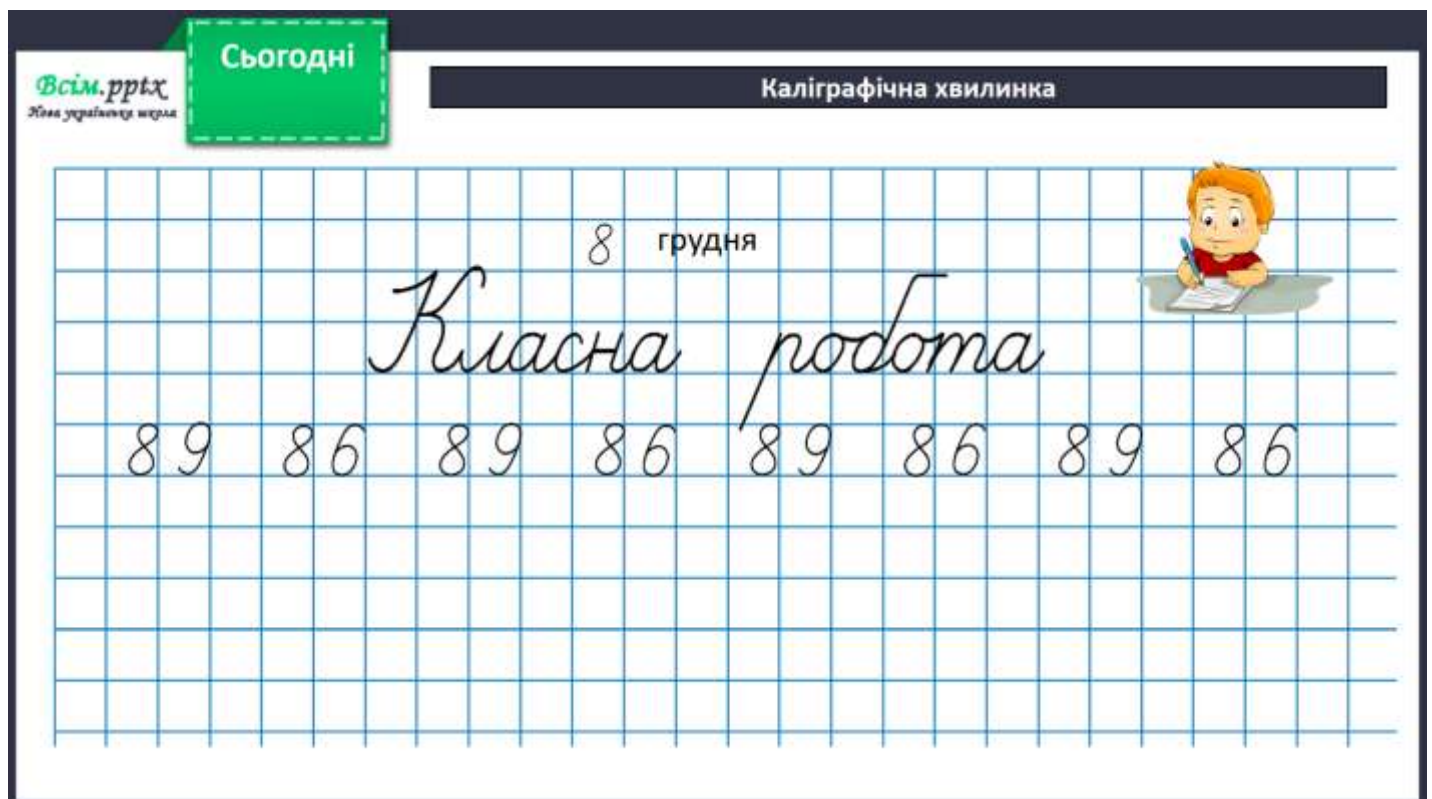 Сьогодні
Всім.pptx
Нова українська школа
Каліграфічна хвилинка
8 грудня
Класна робота
89 86 89 86 89 86 89 86